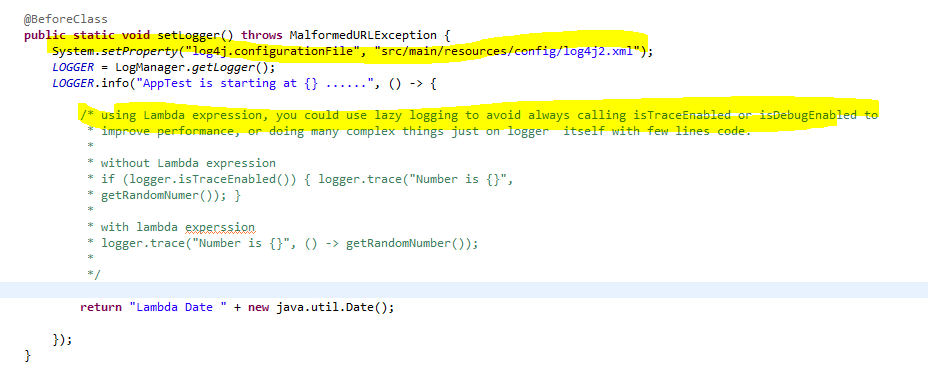 @BeforeClass
public static void setLogger() throws MalformedURLException {
System.setProperty("log4j.configurationFile", "src/main/resources/config/log4j2.xml");
LOGGER = LogManager.getLogger();
LOGGER.info("AppTest is starting at {} ......", () -> {
/* using Lambda expression, you could use lazy logging to avoid always calling isTraceEnabled or isDebugEnabled to
* improve performance, or doing many complex things just on logger  itself with few lines code.
*
* without Lambda expression
* if (logger.isTraceEnabled()) { logger.trace("Number is {}",
* getRandomNumer()); }
*
* with lambda experssion
* logger.trace("Number is {}", () -> getRandomNumber());
*
*/
return "Lambda Date " + new java.util.Date();
});
}